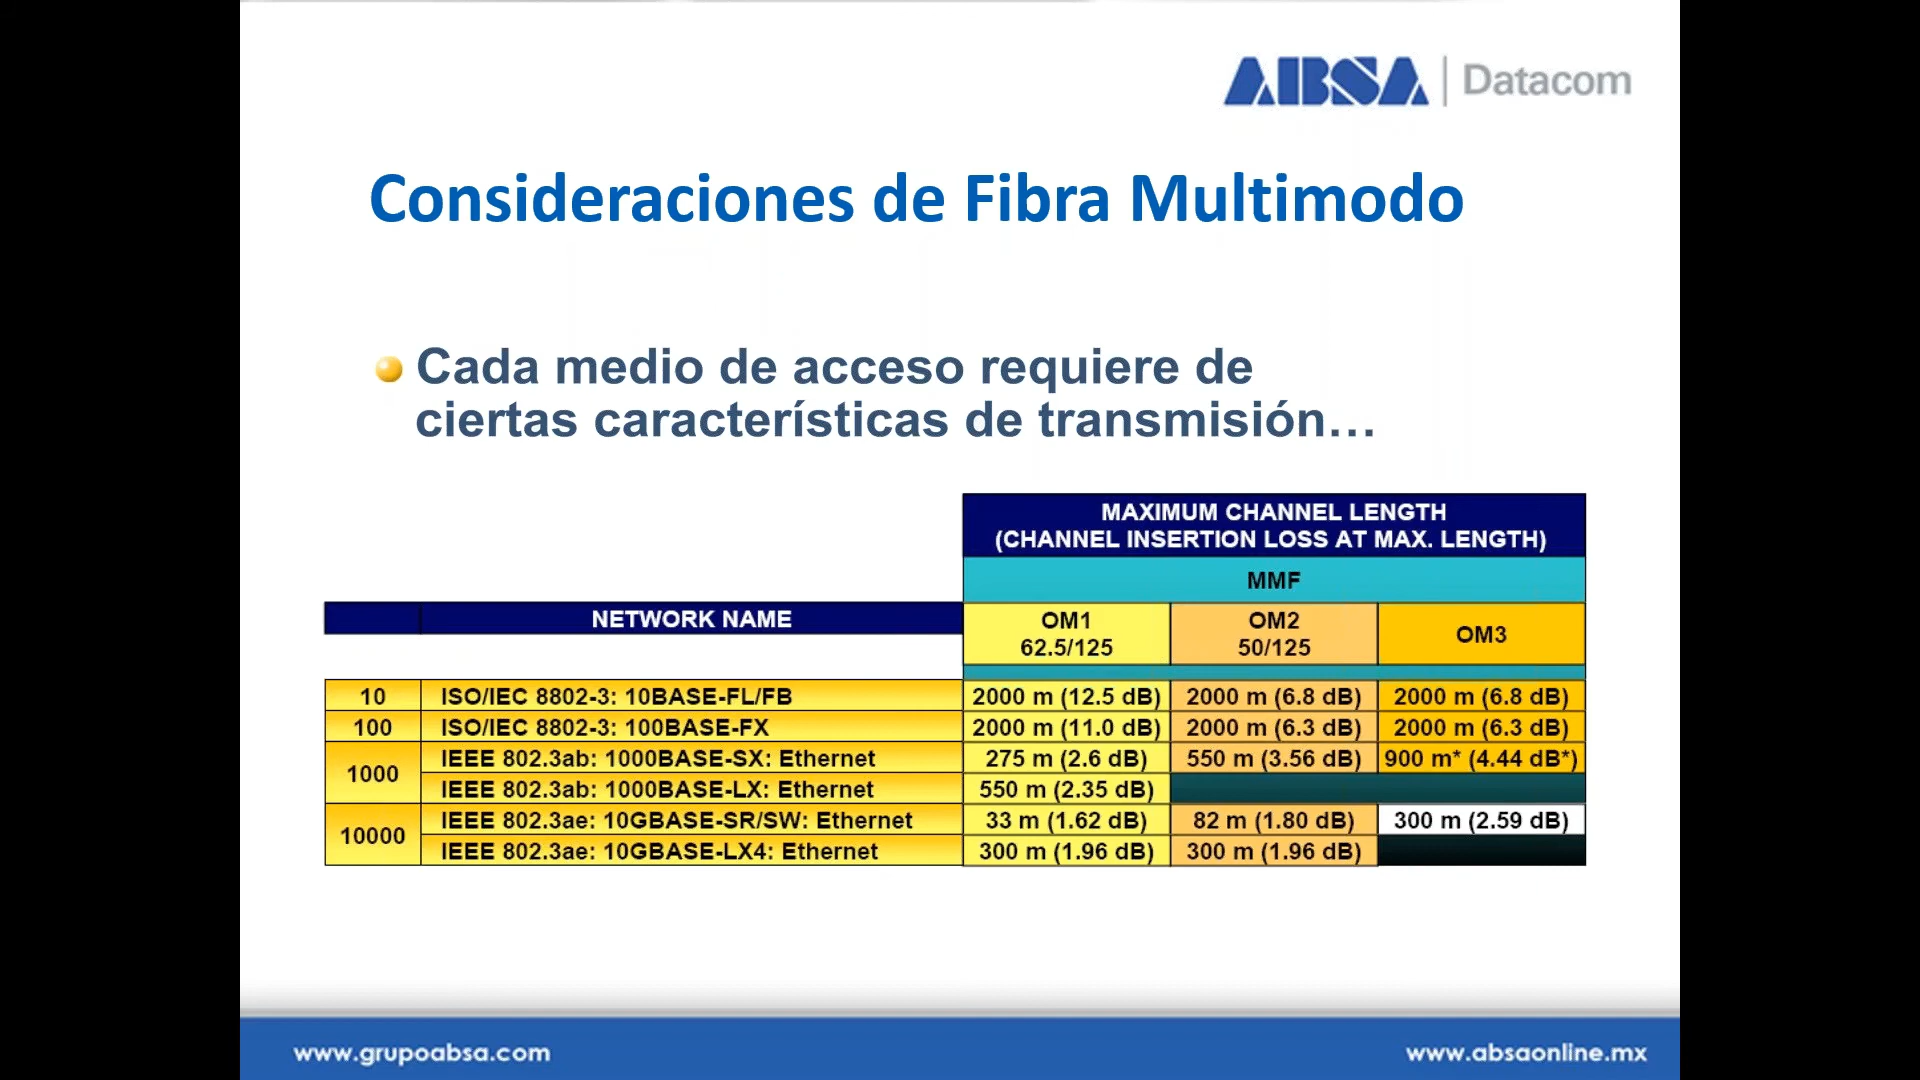 ABSA | Datacom
Consideraciones de Fibra Multimodo
Cada medio de acceso requiere de
ciertas características de transmisión...
MAXIMUM CHANNEL LENGTH
(CHANNEL INSERTION LOSS AT MAX. LENGTH)
MMF
NETWORK NAME
OM1
62.5/125
OM2
50/125
OM3
10 ISO/IEC 8802-3: 10BASE-FL/FB 2000 m (12.5 dB) 2000 m (6.8 dB) 2000 m (6.8 dB)
100 ISO/IEC 8802-3: 100BASE-FX 2000 m (11.0 dB) 2000 m (6.3 dB) 2000 m (6.3 dB)
1000 IEEE 802.3ab: 1000BASE-SX: Ethernet 275 m (2.6 dB) 550 m (3.56 dB) 900 m* (4.44 dB*)
IEEE 802.3ab: 1000BASE-LX: Ethernet 550 m (2.35 dB)
10000 IEEE 802.3ae: 10GBASE-SR/SW: Ethernet 33 m (1.62 dB) 82 m (1.80 dB) 300 m (2.59 dB)
IEEE 802.3ae: 10GBASE-LX4: Ethernet 300 m (1.96 dB) 300 m (1.96 dB)
www.grupoabsa.com
www.absaonline.mx